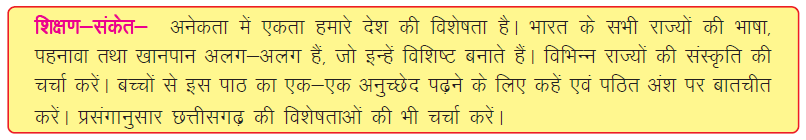 शिक्षण–संकेत– अनेकता में एकता हमारे देश की विशेषता है। भारत के सभी राज्यों की भाषा,
पहनावा तथा खानपान अलग–अलग हैं, जो इन्हें विशिष्ट बनाते हैं। विभिन्न राज्यों की संस्कृति की
चर्चा करें। बच्चों से इस पाठ का एक–एक अनुच्छेद पढ़ने के लिए कहें एवं पठित अंश पर बातचीत
करें। प्रसंगानुसार छत्तीसगढ़ की विशेषताओं की भी चर्चा करें।